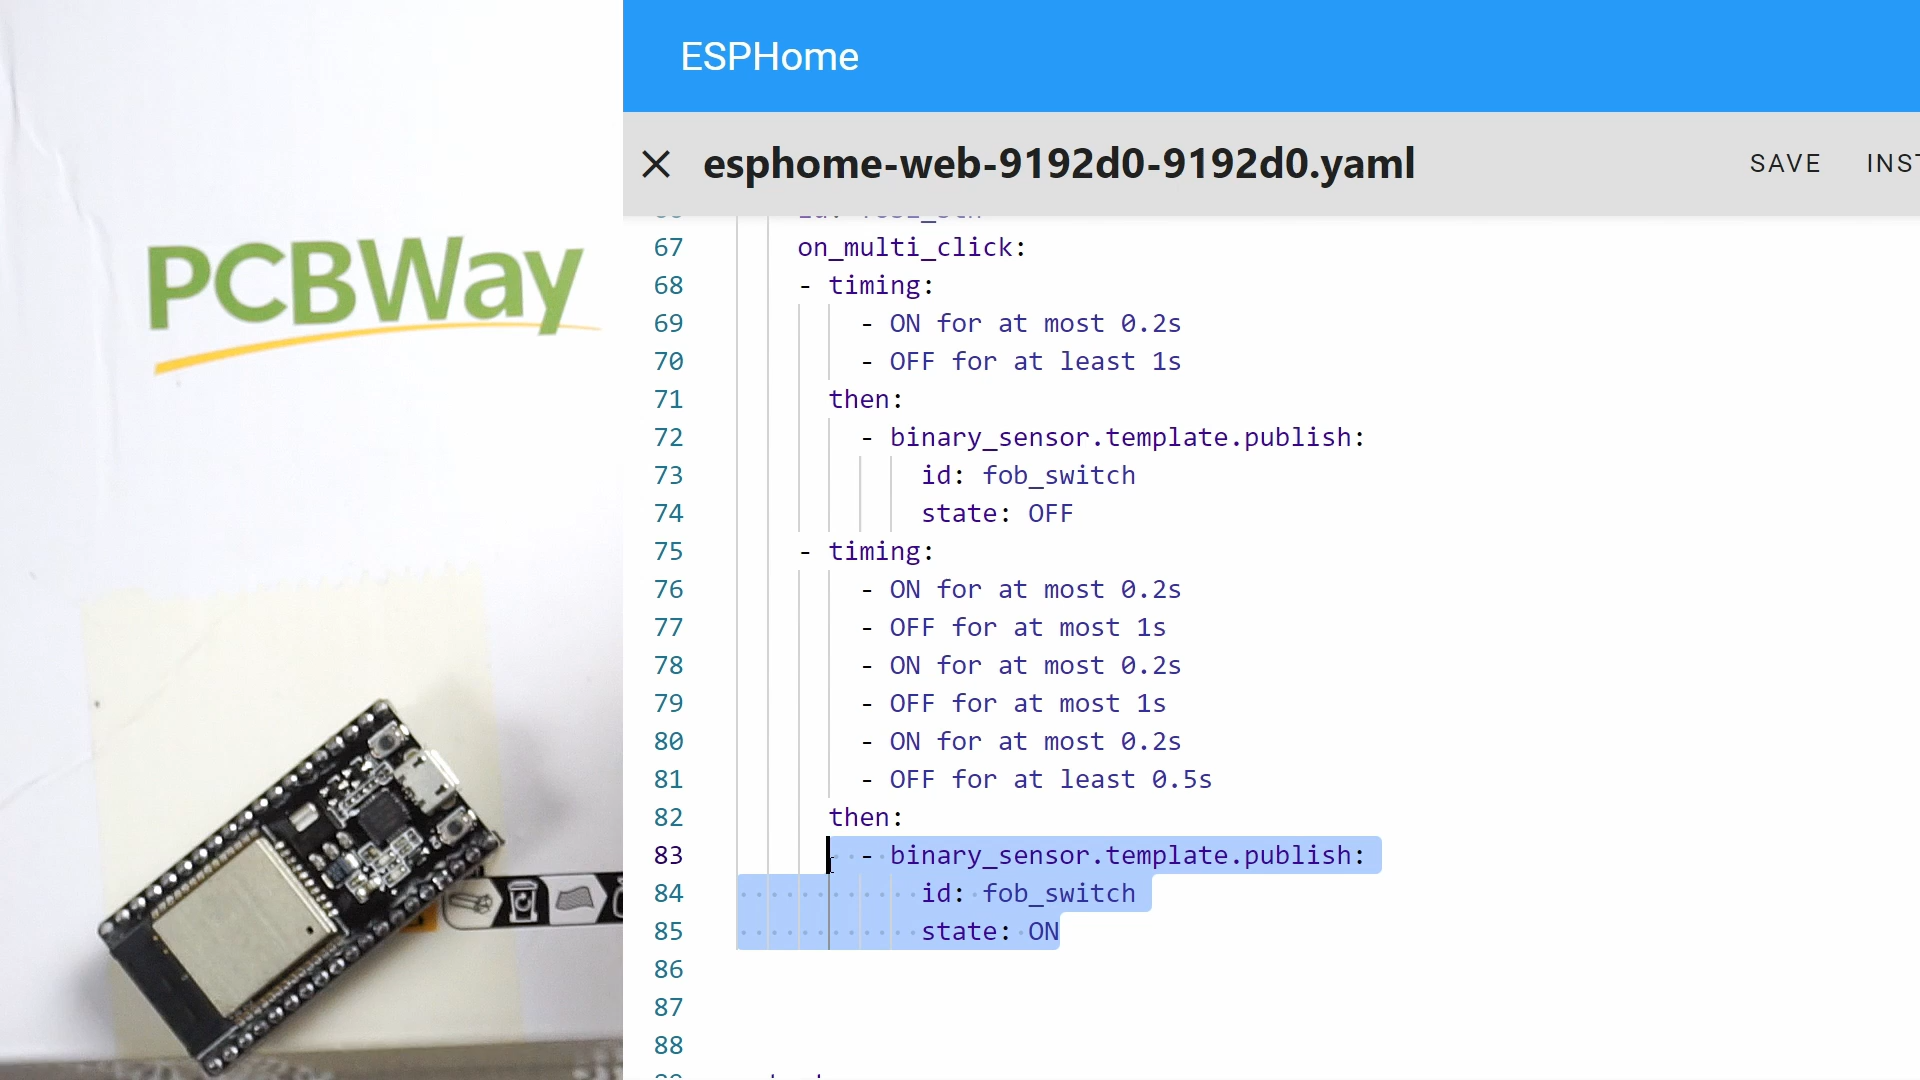 PCBWay
ESPHome
esphome-web-9192d0-9192d0.yaml
SAVE
67 on_multi_click:
68 - timing:
69 - ON for at most 0.2s
70 - OFF for at least 1s
71 then:
72 - binary_sensor.template.publish:
73 id: fob_switch
74 state: OFF
75 - timing:
76 - ON for at most 0.2s
77 - OFF for at most 1s
78 - ON for at most 0.2s
79 - OFF for at most 1s
80 - ON for at most 0.2s
81 - OFF for at least 0.5s
82 then:
83 - binary_sensor.template.publish:
84 id: fob_switch
85 state: ON
86
87
88